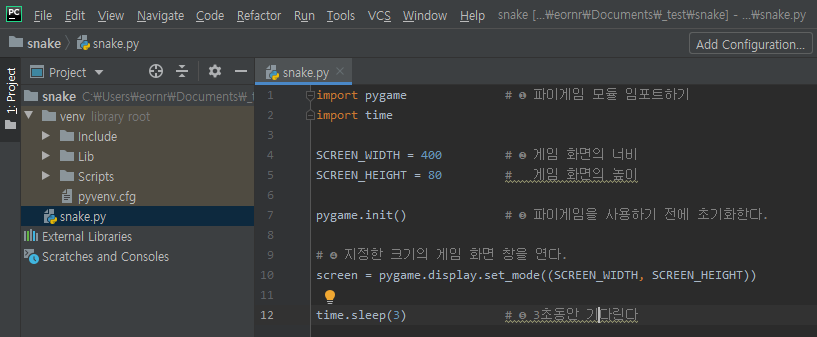 PC File Edit View Navigate Code Refactor Run Tools VCS Window Help snake [...₩eornr₩Documents₩_test₩snake] - ...₩snake.py
snake snake.py Add Configuration...
1: Project
Project snake.py
snake C:₩Users₩eornr₩Documents₩_t
venv library root
Include
Lib
Scripts
pyvenv.cfg
snake.py
External Libraries
Scratches and Consoles
1 import pygame # ❶ 파이게임 모듈 임포트하기
2 import time
3
4 SCREEN_WIDTH = 400 # ❷ 게임 화면의 너비
5 SCREEN_HEIGHT = 80 # 게임 화면의 높이
6
7 pygame.init() # ❸ 파이게임을 사용하기 전에 초기화한다.
8
9 # ❹ 지정한 크기의 게임 화면 창을 연다.
10 screen = pygame.display.set_mode((SCREEN_WIDTH, SCREEN_HEIGHT))
11
12 time.sleep(3) # ❺ 3초동안 기다린다